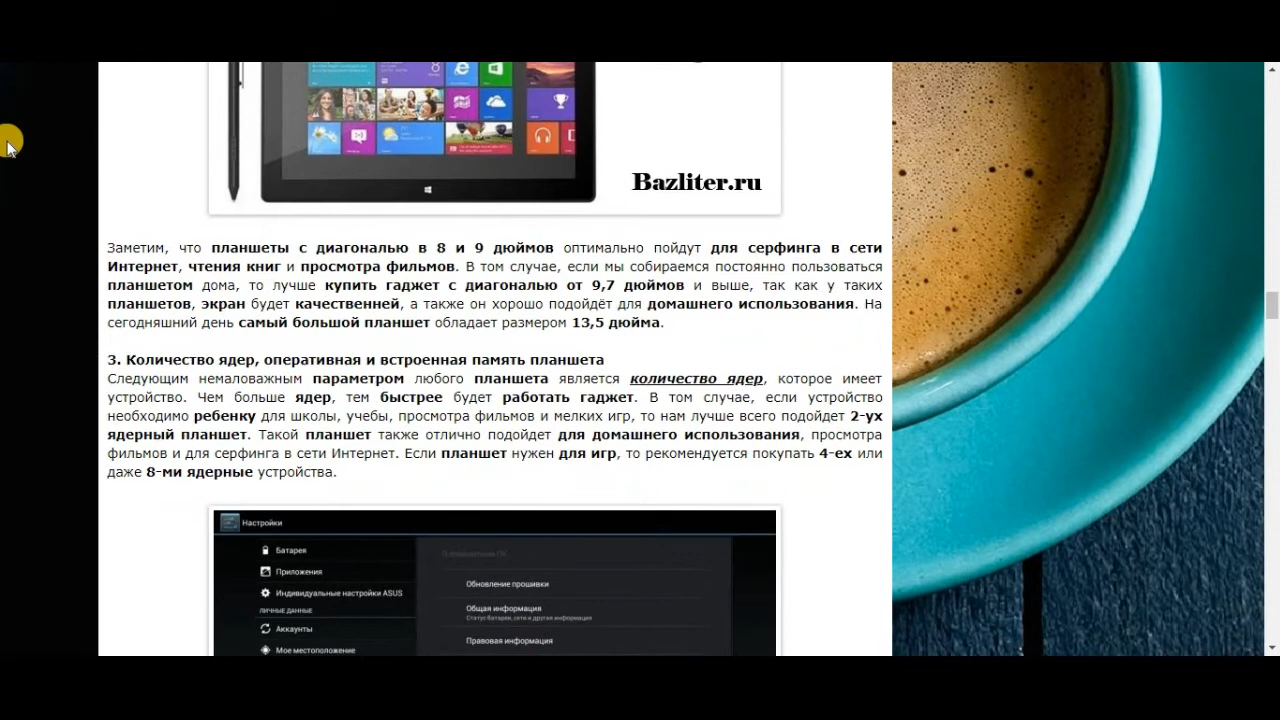 Bazliter.ru
Заметим, что планшеты с диагональю в 8 и 9 дюймов оптимально пойдут для серфинга в сети
Интернет, чтения книг и просмотра фильмов. В том случае, если мы собираемся постоянно пользоваться
планшетом дома, то лучше купить гаджет с диагональю от 9,7 дюймов и выше, так как у таких
планшетов, экран будет качественней, а также он хорошо подойдёт для домашнего использования. На
сегодняшний день самый большой планшет обладает размером 13,5 дюйма.
3. Количество ядер, оперативная и встроенная память планшета
Следующим немаловажным параметром любого планшета является количество ядер, которое имеет
устройство. Чем больше ядер, тем быстрее будет работать гаджет. В том случае, если устройство
необходимо ребенку для школы, учебы, просмотра фильмов и мелких игр, то нам лучше всего подойдет 2-ух
ядерный планшет. Такой планшет также отлично подойдет для домашнего использования, просмотра
фильмов и для серфинга в сети Интернет. Если планшет нужен для игр, то рекомендуется покупать 4-ех или
даже 8-ми ядерные устройства.
Настройки
Батарея
Приложения
Индивидуальные настройки ASUS
ЛИЧНЫЕ ДАННЫЕ
Аккаунты
Мое местоположение
Обновление прошивки
Общая информация
Статус батареи, сети и другая информация
Правовая информация